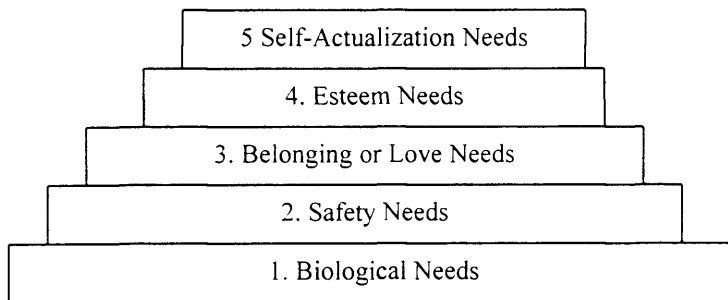 5 Self-Actualization Needs
4. Esteem Needs
3. Belonging or Love Needs
2. Safety Needs
1. Biological Needs